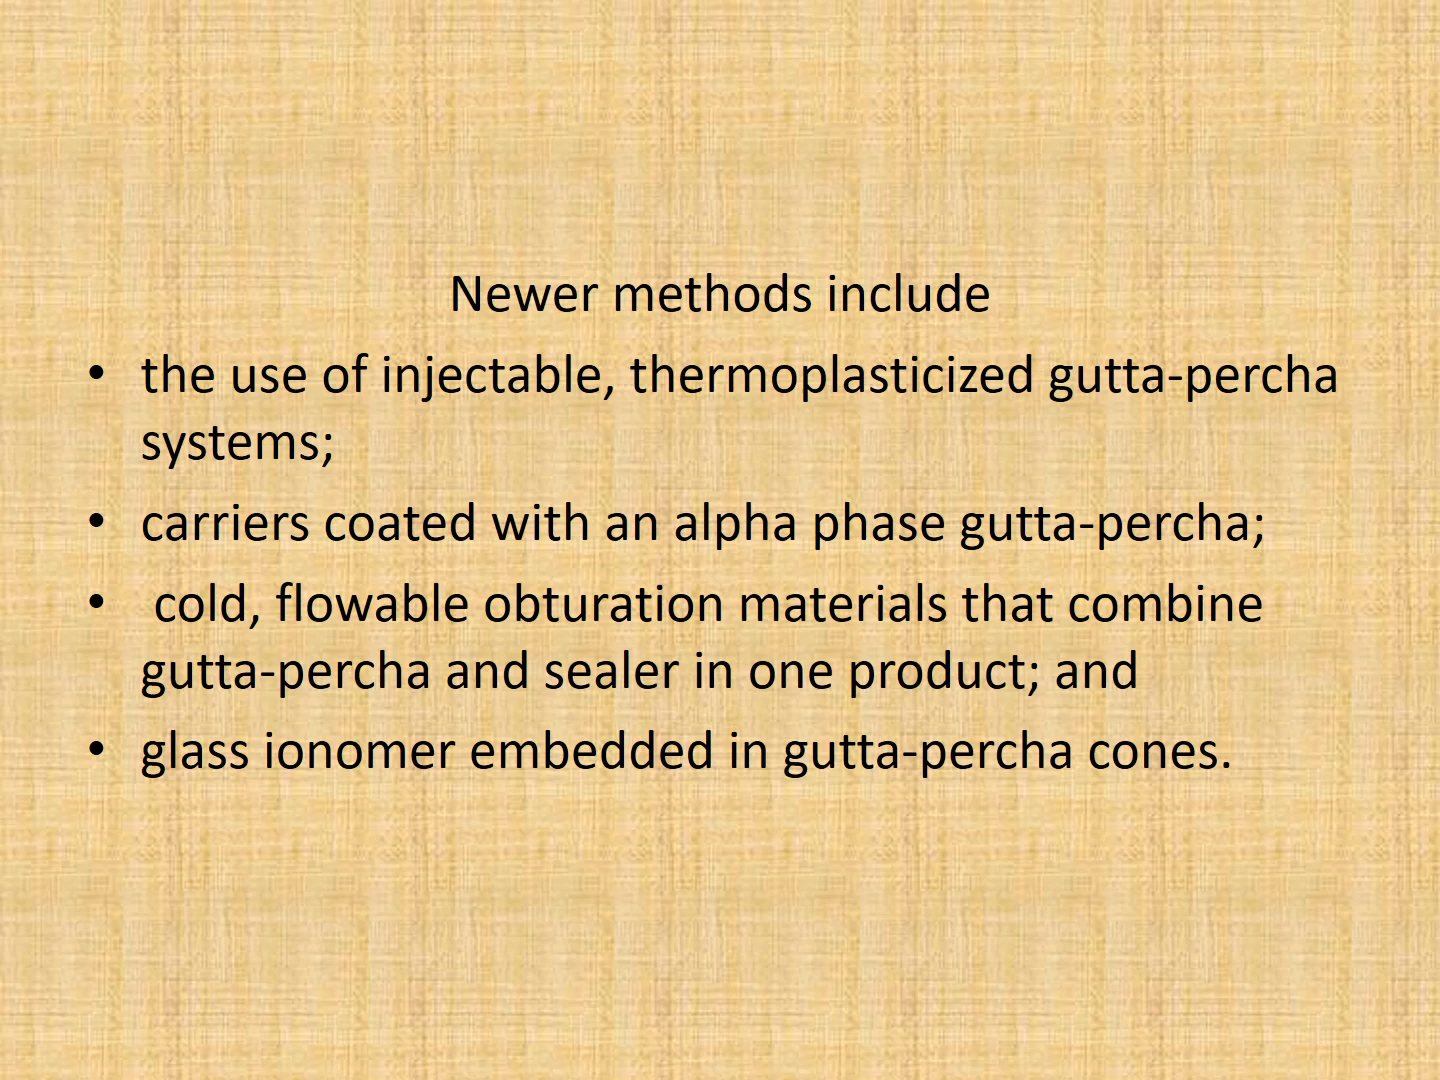 Newer methods include
• the use of injectable, thermoplasticized gutta-percha
systems;
• carriers coated with an alpha phase gutta-percha;
• cold, flowable obturation materials that combine
gutta-percha and sealer in one product; and
• glass ionomer embedded in gutta-percha cones.